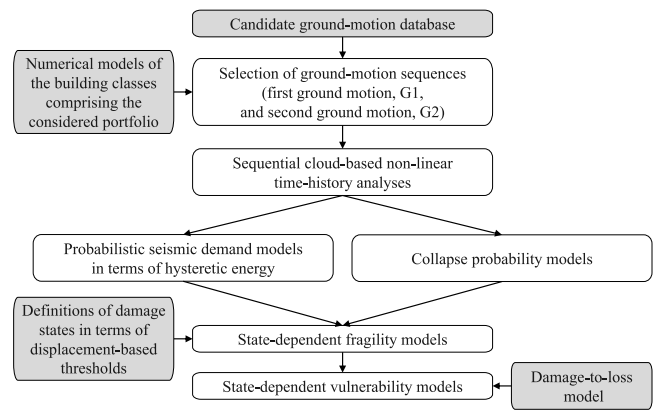 Candidate ground-motion database
Numerical models of
the building classes
comprising the
considered portfolio
Selection of ground-motion sequences
(first ground motion, G1,
and second ground motion, G2)
Sequential cloud-based non-linear
time-history analyses
Probabilistic seismic demand models
in terms of hysteretic energy
Collapse probability models
Definitions of damage
states in terms of
displacement-based
thresholds
State-dependent fragility models
State-dependent vulnerability models
Damage-to-loss
model